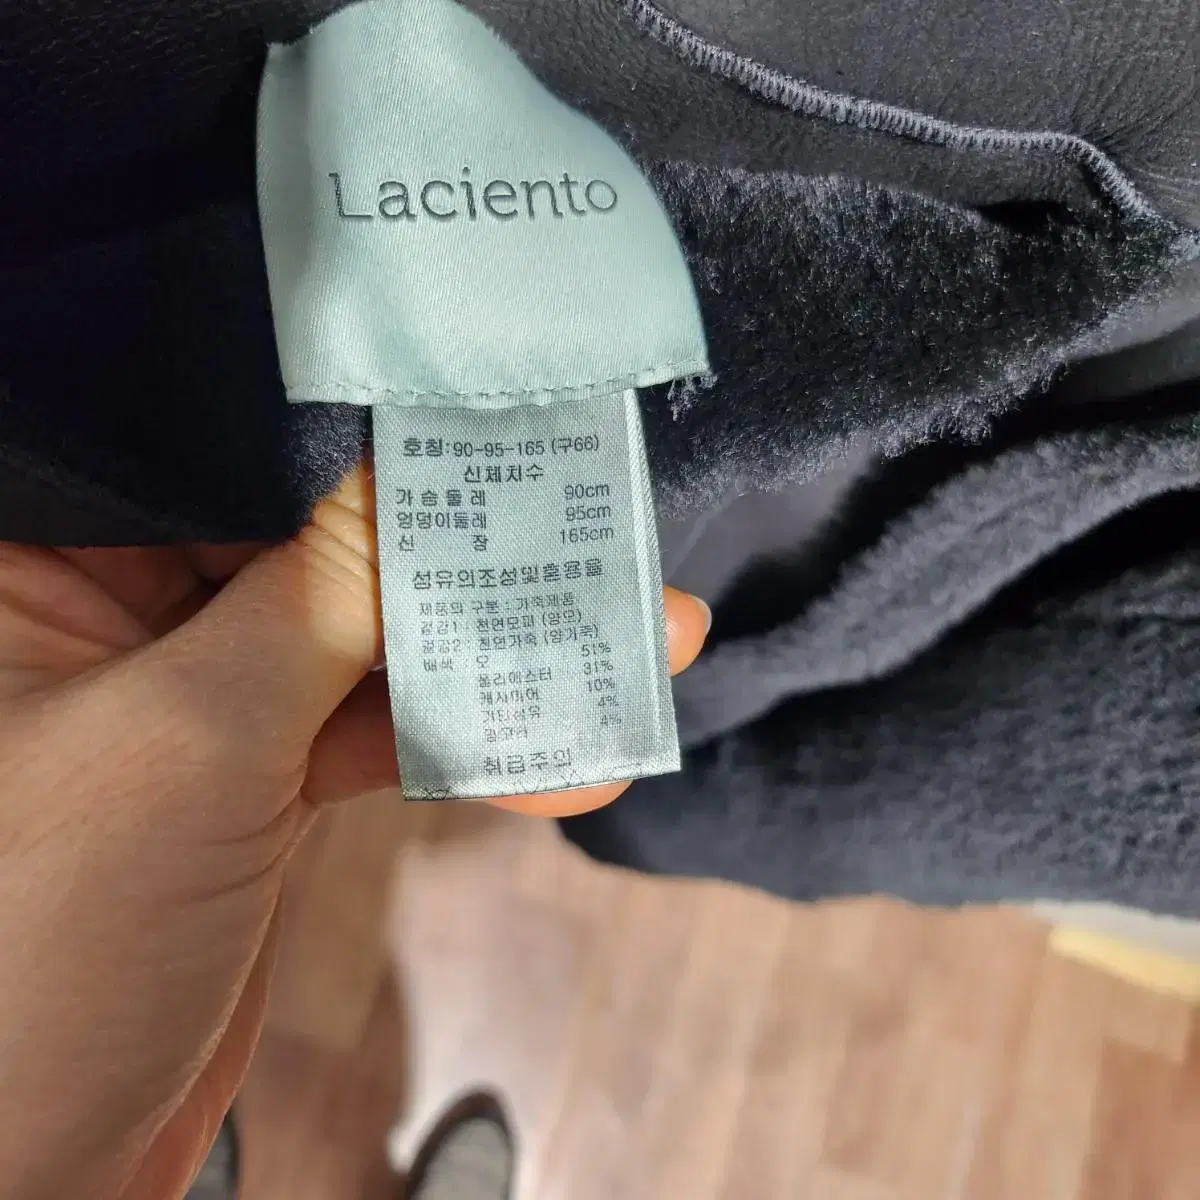 Laciento
호칭:90-95-165 (구66)
신체치수
가슴둘레 90cm
엉덩이둘레 95cm
신 장 165cm
섬유의조성및혼용율
제품의 구분 : 가죽제품
겉감1 : 천연모피 (양모)
겉감2 : 천연가죽 (양가죽)
배색 : 모 51%
폴리에스터 31%
캐시미어 10%
기타섬유 4%
앙고라 4%
취급주의